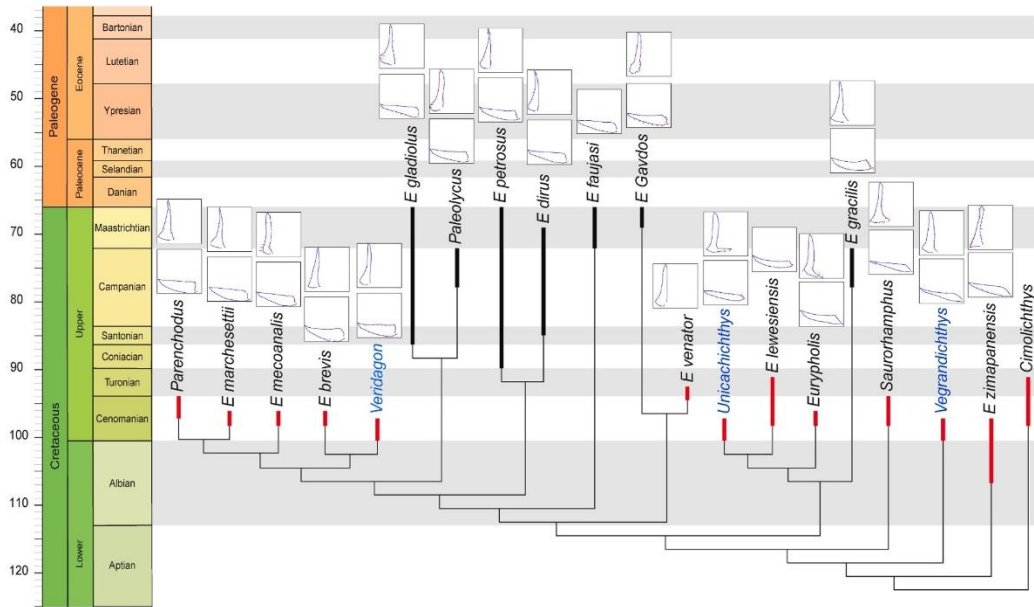 40
50
60
70
80
90
100
110
120
Paleogene
Cretaceous
Eocene
Paleocene
Upper
Lower
Bartonian
Lutetian
Ypresian
Thanetian
Selandian
Danian
Maastrichtian
Campanian
Santonian
Coniacian
Turonian
Cenomanian
Albian
Aptian
Parenchodus
E marchesettii
E mecoanalis
E brevis
Veridagon
E gladiolus
Paleolycus
E petrosus
E dirus
E faujasi
E Gavdos
E venator
Unicachichthys
E lewesiensis
Eurypholis
E gracilis
Saurorhamphus
Vegrandichthys
E zimapanensis
Cimolichthys